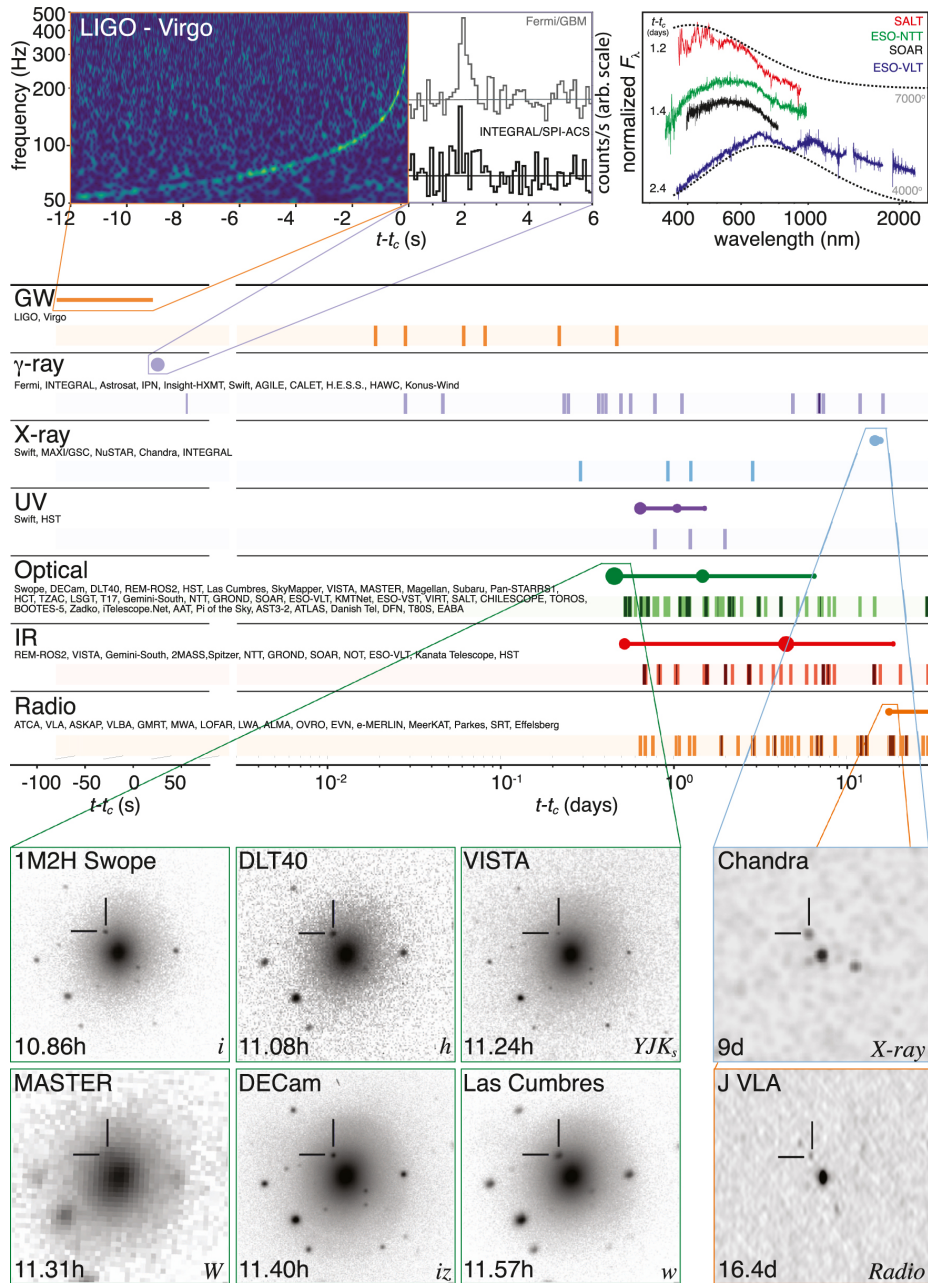 LIGO - Virgo
frequency (Hz)
500
400
300
200
100
50
-12 -10 -8 -6 -4 -2 0 2 4 6
t-tc (s)
Fermi/GBM
INTEGRAL/SPI-ACS
counts/s (arb. scale)
normalized Fλ
t-tc
(days)
1.2
1.4
2.4
SALT
ESO-NTT
SOAR
ESO-VLT
7000°
4000°
400 600 1000 2000
wavelength (nm)
GW
LIGO, Virgo
γ-ray
Fermi, INTEGRAL, Astrosat, IPN, Insight-HXMT, Swift, AGILE, CALET, H.E.S.S., HAWC, Konus-Wind
X-ray
Swift, MAXI/GSC, NuSTAR, Chandra, INTEGRAL
UV
Swift, HST
Optical
Swope, DECam, DLT40, REM-ROS2, HST, Las Cumbres, SkyMapper, VISTA, MASTER, Magellan, Subaru, Pan-STARRS1,
HCT, TZAC, LSGT, T17, Gemini-South, NTT, GROND, SOAR, ESO-VLT, KMTNet, ESO-VST, VIRT, SALT, CHILESCOPE, TOROS,
BOOTES-5, Zadko, iTelescope.Net, AAT, Pi of the Sky, AST3-2, ATLAS, Danish Tel, DFN, T80S, EABA
IR
REM-ROS2, VISTA, Gemini-South, 2MASS,Spitzer, NTT, GROND, SOAR, NOT, ESO-VLT, Kanata Telescope, HST
Radio
ATCA, VLA, ASKAP, VLBA, GMRT, MWA, LOFAR, LWA, ALMA, OVRO, EVN, e-MERLIN, MeerKAT, Parkes, SRT, Effelsberg
-100 -50 0 50 10⁻² 10⁻¹ 10⁰ 10¹
t-tc (s) t-tc (days)
1M2H Swope
10.86h i
DLT40
11.08h h
VISTA
11.24h YJKs
Chandra
9d X-ray
MASTER
11.31h W
DECam
11.40h iz
Las Cumbres
11.57h w
J VLA
16.4d Radio